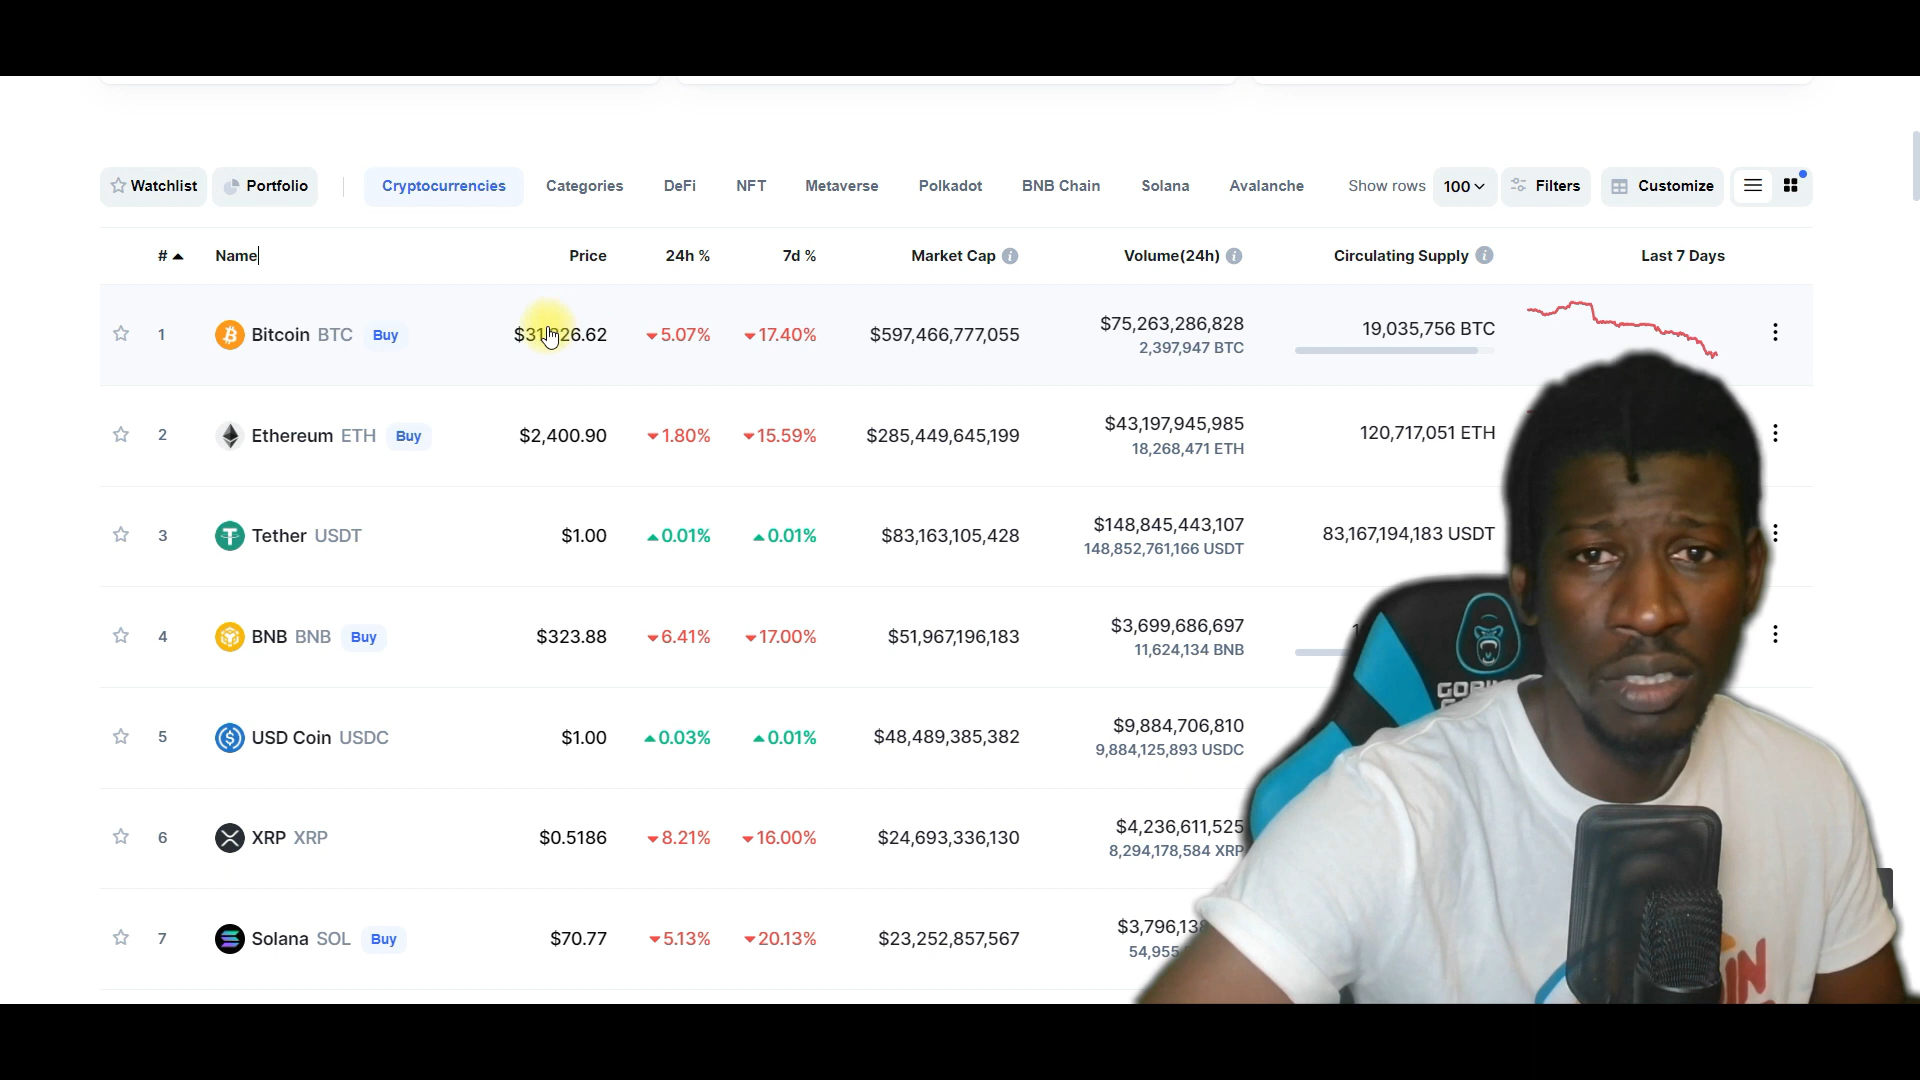 Watchlist Portfolio Cryptocurrencies Categories DeFi NFT Metaverse Polkadot BNB Chain Solana Avalanche Show rows 100 Filters Customize
# Name Price 24h % 7d % Market Cap Volume(24h) Circulating Supply Last 7 Days
1 Bitcoin BTC Buy 5.07% 17.40% $597,466,777,055 $75,263,286,828 19,035,756 BTC
2,397,947 BTC
2 Ethereum ETH Buy $2,400.90 1.80% 15.59% $285,449,645,199 $43,197,945,985 120,717,051 ETH
18,268,471 ETH
3 Tether USDT $1.00 0.01% 0.01% $83,163,105,428 $148,845,443,107 83,167,194,183 USDT
148,852,761,166 USDT
4 BNB BNB Buy $323.88 6.41% 17.00% $51,967,196,183 $3,699,686,697
11,624,134 BNB
5 USD Coin USDC $1.00 0.03% 0.01% $48,489,385,382 $9,884,706,810
9,884,125,893 USDC
6 XRP XRP $0.5186 8.21% 16.00% $24,693,336,130 $4,236,611,525
8,294,178,584 XRP
7 Solana SOL Buy $70.77 5.13% 20.13% $23,252,857,567